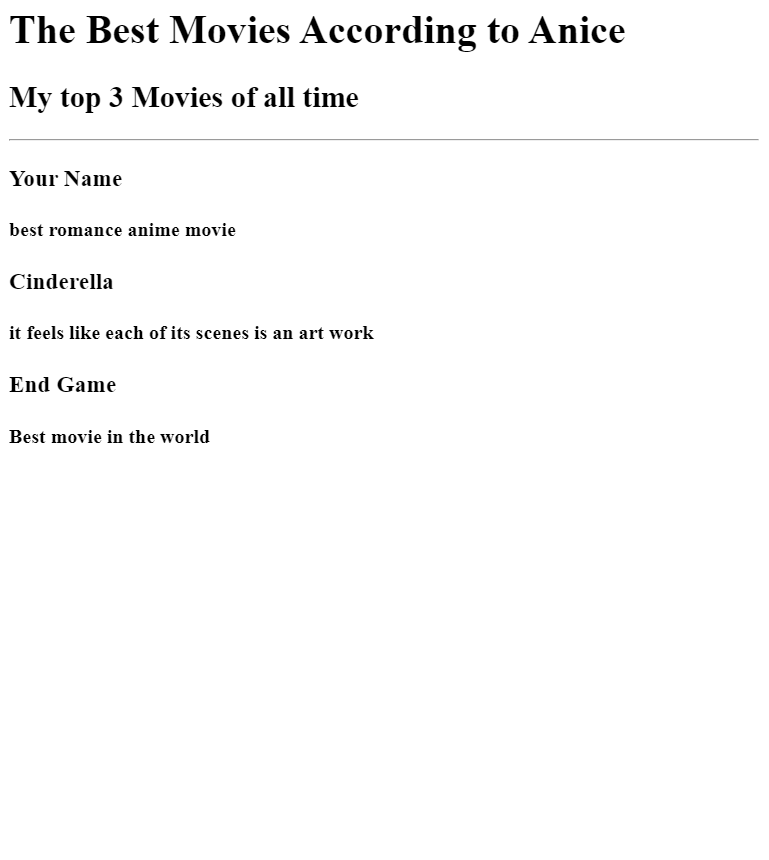 The Best Movies According to Anice
My top 3 Movies of all time
Your Name
best romance anime movie
Cinderella
it feels like each of its scenes is an art work
End Game
Best movie in the world